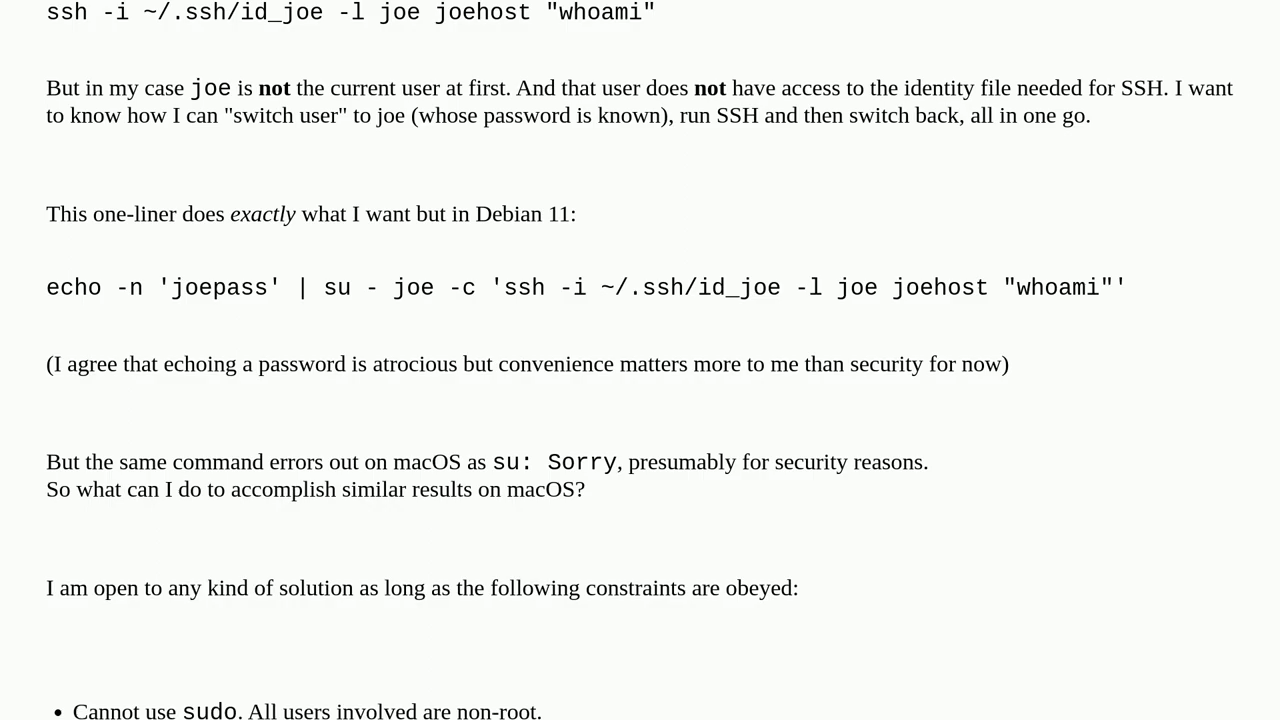 ssh -i ~/.ssh/id_joe -l joe joehost "whoami"
But in my case joe is not the current user at first. And that user does not have access to the identity file needed for SSH. I want
to know how I can "switch user" to joe (whose password is known), run SSH and then switch back, all in one go.
This one-liner does exactly what I want but in Debian 11:
echo -n 'joepass' | su - joe -c 'ssh -i ~/.ssh/id_joe -l joe joehost "whoami"'
(I agree that echoing a password is atrocious but convenience matters more to me than security for now)
But the same command errors out on macOS as su: Sorry, presumably for security reasons.
So what can I do to accomplish similar results on macOS?
I am open to any kind of solution as long as the following constraints are obeyed:
• Cannot use sudo. All users involved are non-root.